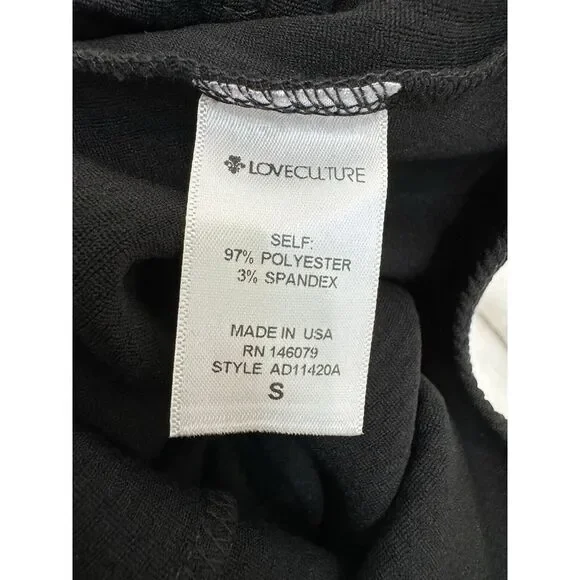 LOVECULTURE
SELF:
97% POLYESTER
3% SPANDEX
MADE IN USA
RN 146079
STYLE AD11420A
S